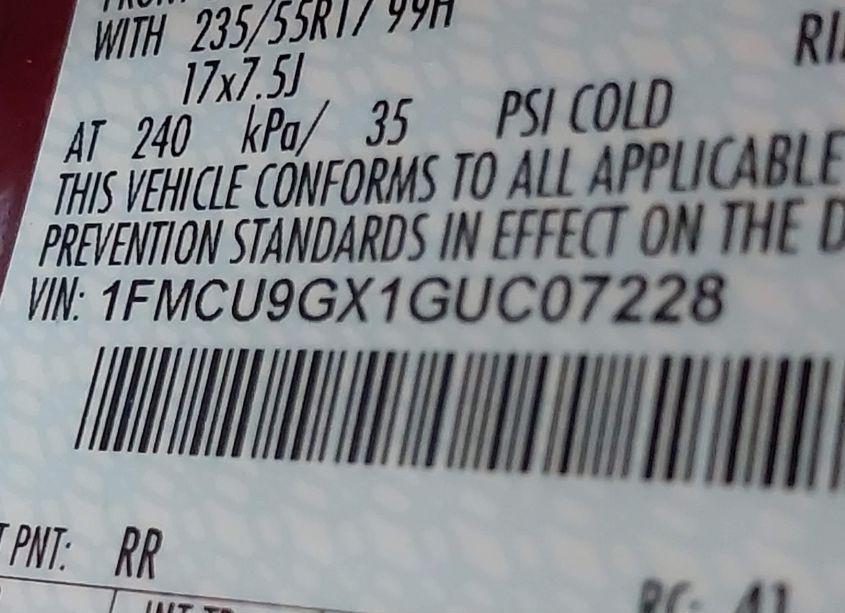 WITH 235/55R17 99H
17x7.5J
AT 240 kPa/ 35 PSI COLD
THIS VEHICLE CONFORMS TO ALL APPLICABLE
PREVENTION STANDARDS IN EFFECT ON THE D
VIN: 1FMCU9GX1GUC07228
PNT: RR